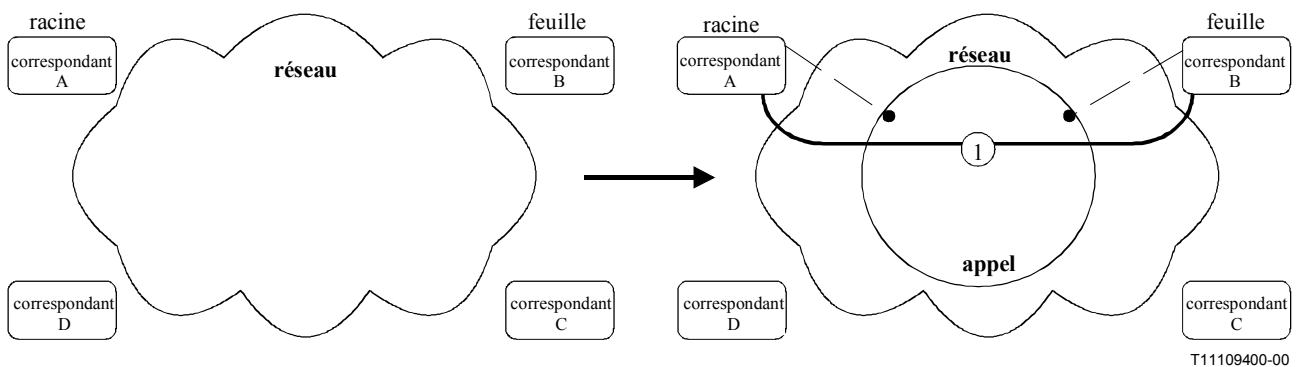 racine
correspondant
A
réseau
feuille
correspondant
B
correspondant
D
correspondant
C
racine
correspondant
A
réseau
feuille
correspondant
B
1
appel
correspondant
D
correspondant
C
T11109400-00